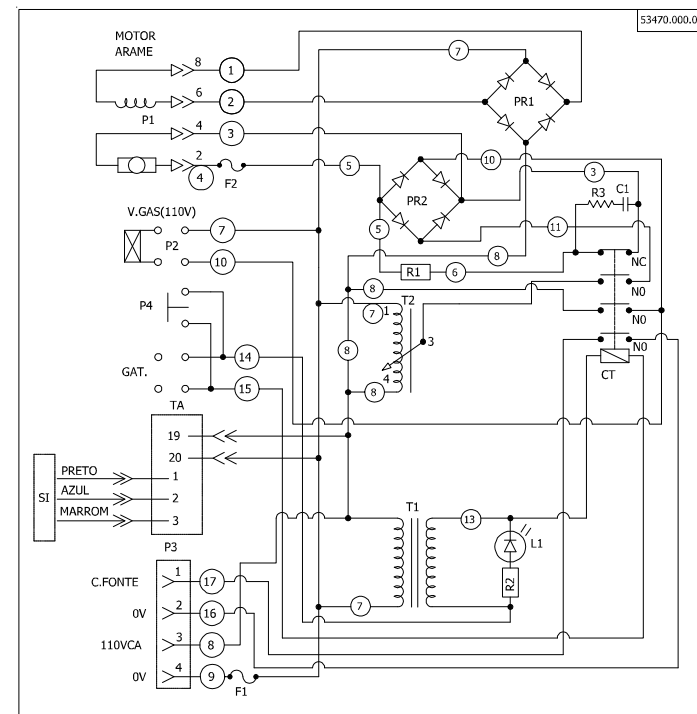 53470.000.0
MOTOR
ARAME
8
1
7
6
2
P1
PR1
4
3
2
4
F2
5
10
3
R3
C1
PR2
V.GAS(110V)
7
P2
5
11
8
10
R1
6
NC
P4
8
T2
7
1
N0
N0
3
N0
14
8
4
GAT.
15
8
CT
TA
19
20
PRETO
1
SI
AZUL
2
MARROM
3
T1
13
L1
P3
R2
C.FONTE
1
17
0V
2
16
7
110VCA
3
8
0V
4
9
F1